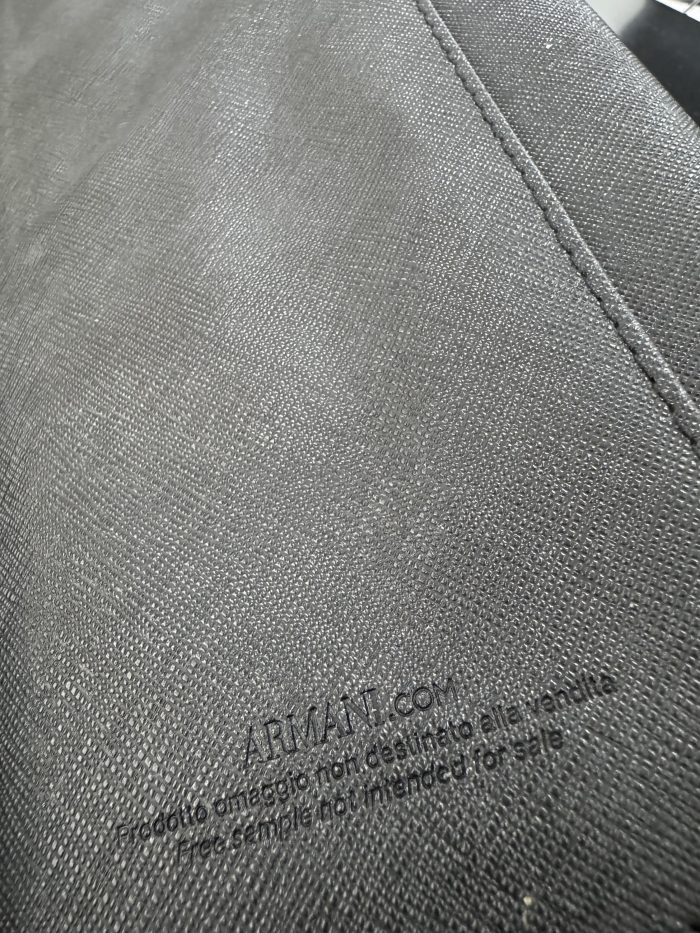 ARMANI.COM
Prodotto omaggio non destinato alla vendita
Free sample not intended for sale